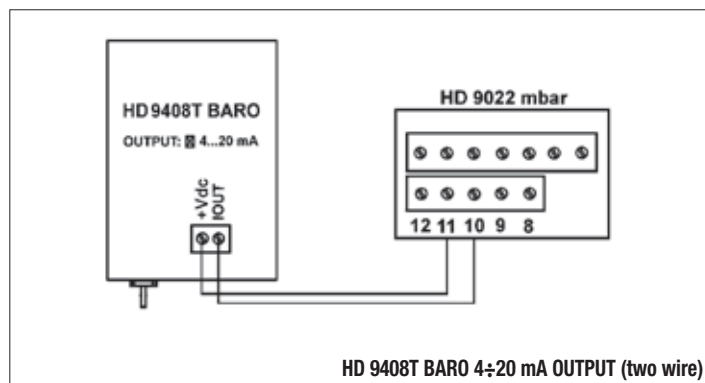 HD 9408T BARO
OUTPUT: ☒ 4...20 mA
+Vdc
IOUT
HD 9022 mbar
12 11 10 9 8
HD 9408T BARO 4÷20 mA OUTPUT (two wire)